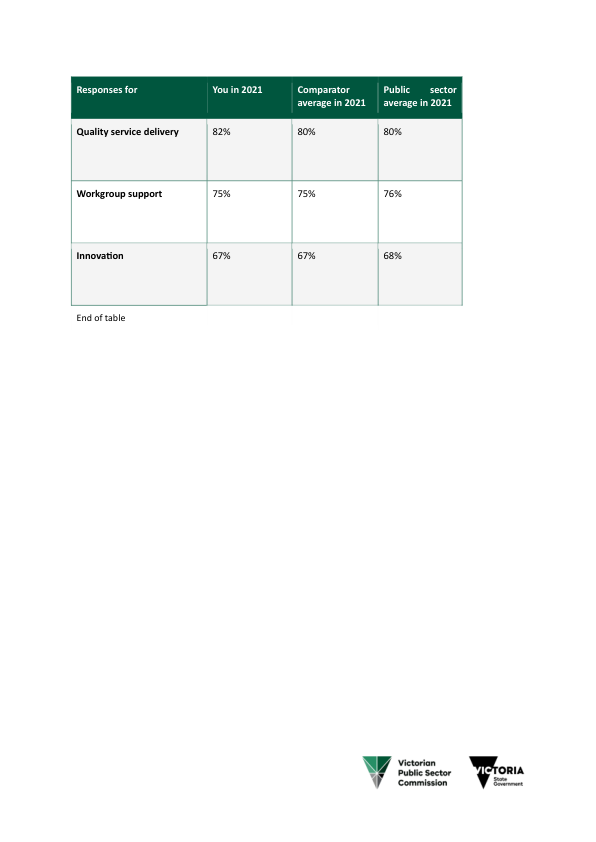 Responses for You in 2021 Comparator average in 2021 Public sector average in 2021
Quality service delivery 82% 80% 80%
Workgroup support 75% 75% 76%
Innovation 67% 67% 68%
End of table
Victorian
Public Sector
Commission
VICTORIA
State
Government